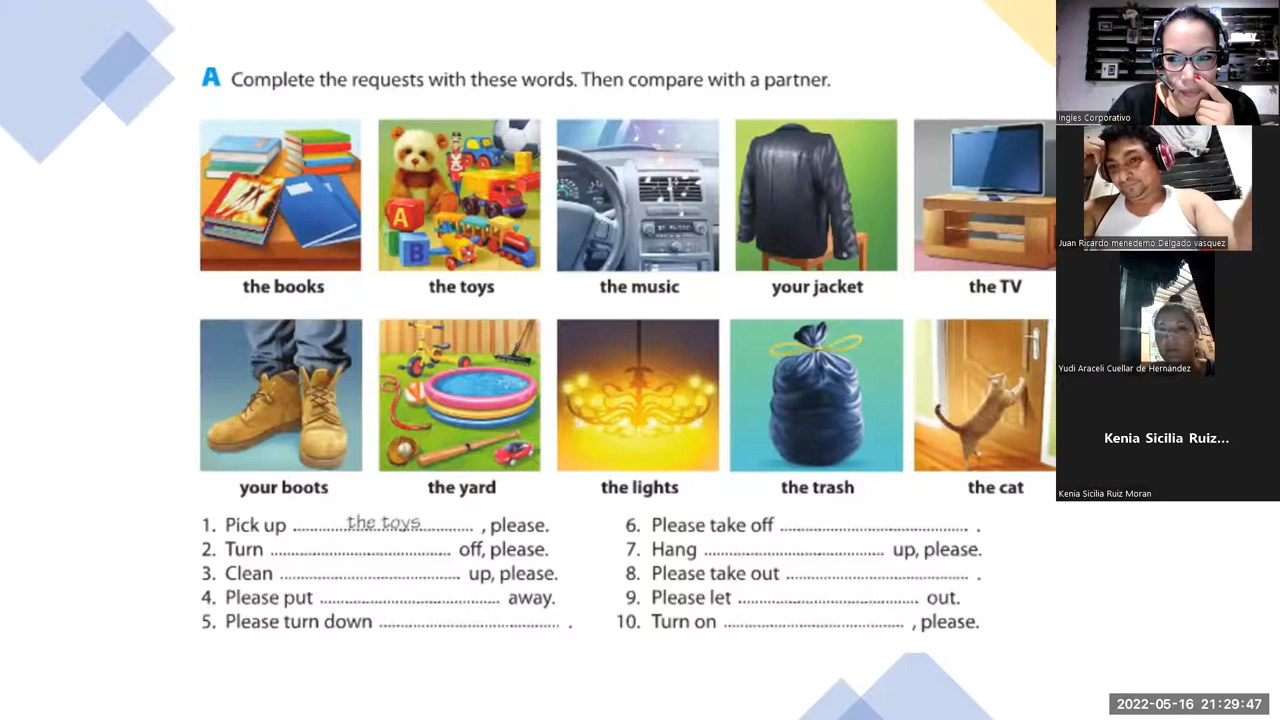 A Complete the requests with these words. Then compare with a partner.
the books the toys the music your jacket the TV
your boots the yard the lights the trash the cat
1. Pick up the toys , please.
2. Turn .......... off, please.
3. Clean .......... up, please.
4. Please put .......... away.
5. Please turn down .......... .
6. Please take off .......... .
7. Hang .......... up, please.
8. Please take out .......... .
9. Please let .......... out.
10. Turn on .......... , please.
Ingles Corporativo
Juan Ricardo menedemo Delgado vasquez
Yudi Araceli Cuellar de Hernández
Kenia Sicilia Ruiz...
Kenia Sicilia Ruiz Moran
A
B
2022-05-16 21:29:47